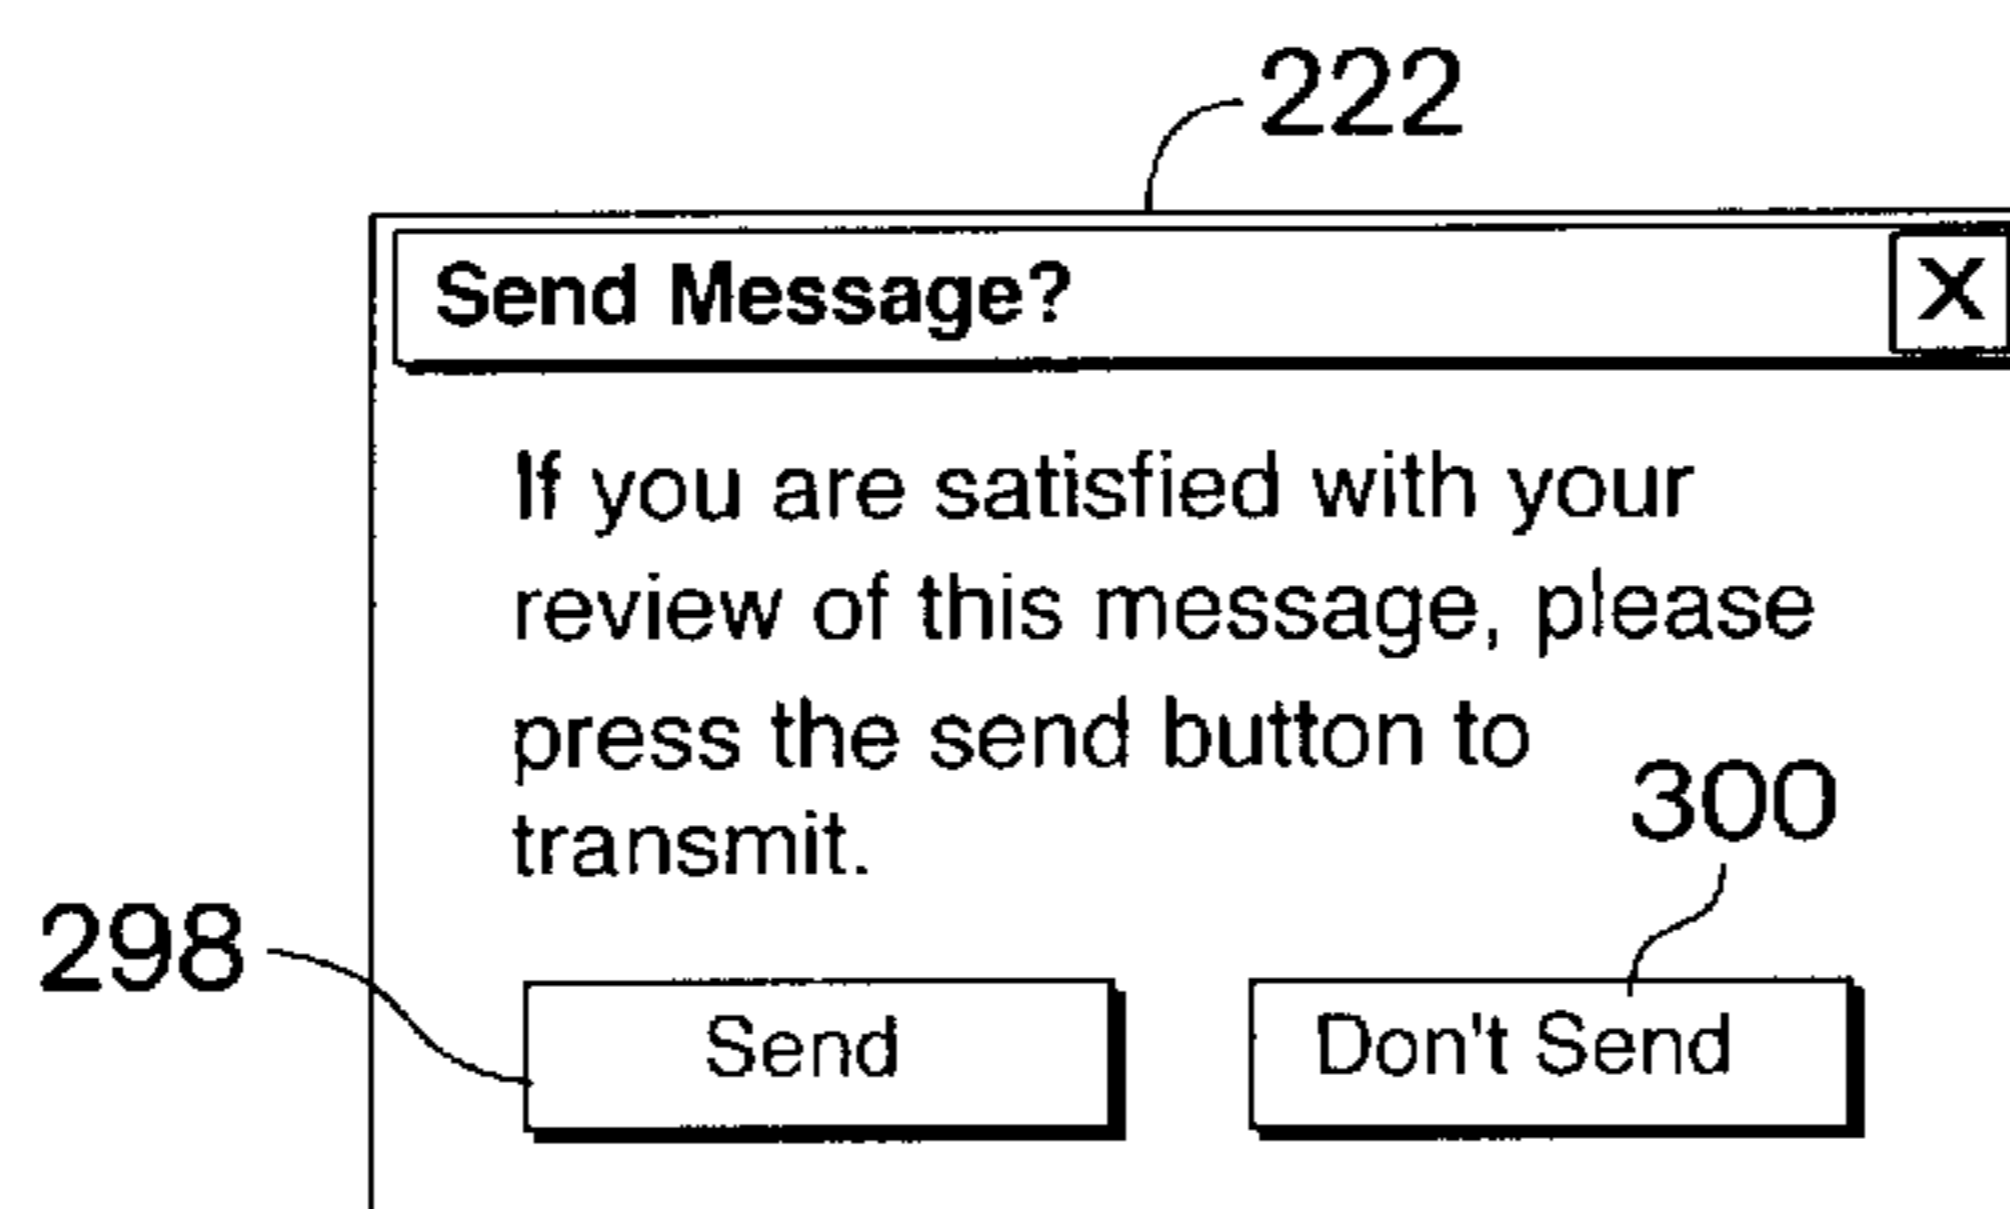 222
Send Message? X
If you are satisfied with your
review of this message, please
press the send button to
transmit.
300
298
Send Don't Send